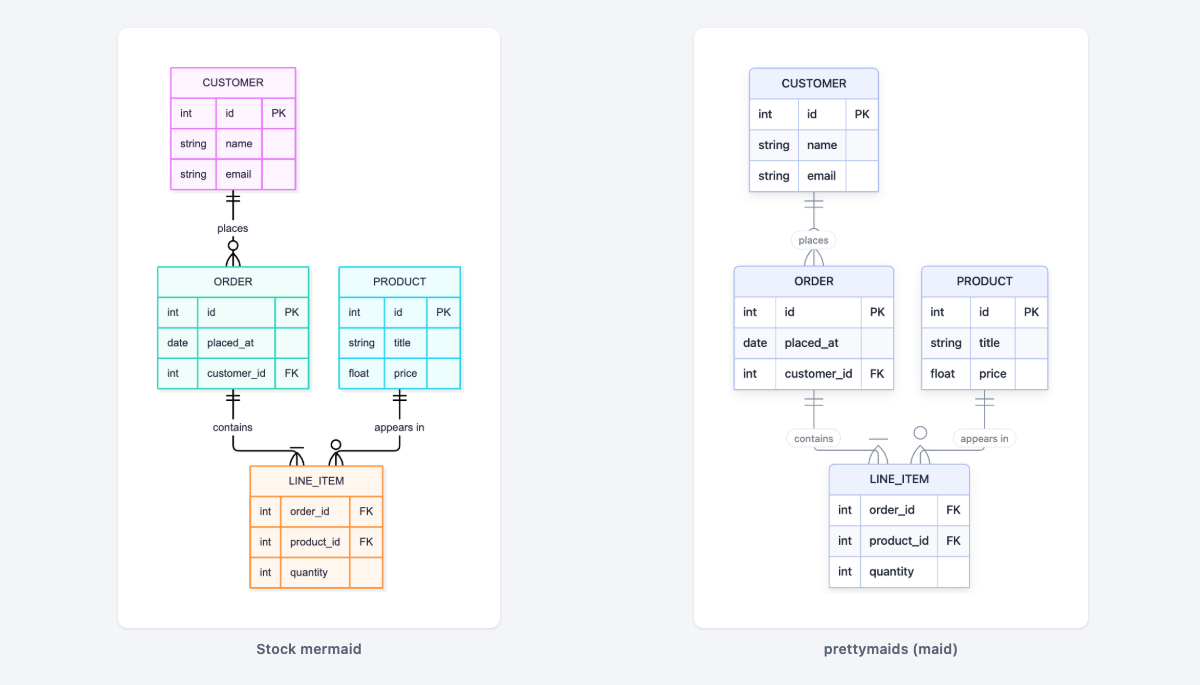 CUSTOMER
int id PK
string name
string email
places
ORDER
int id PK
date placed_at
int customer_id FK
PRODUCT
int id PK
string title
float price
contains
appears in
LINE_ITEM
int order_id FK
int product_id FK
int quantity
Stock mermaid
CUSTOMER
int id PK
string name
string email
places
ORDER
int id PK
date placed_at
int customer_id FK
PRODUCT
int id PK
string title
float price
contains
appears in
LINE_ITEM
int order_id FK
int product_id FK
int quantity
prettymaids (maid)